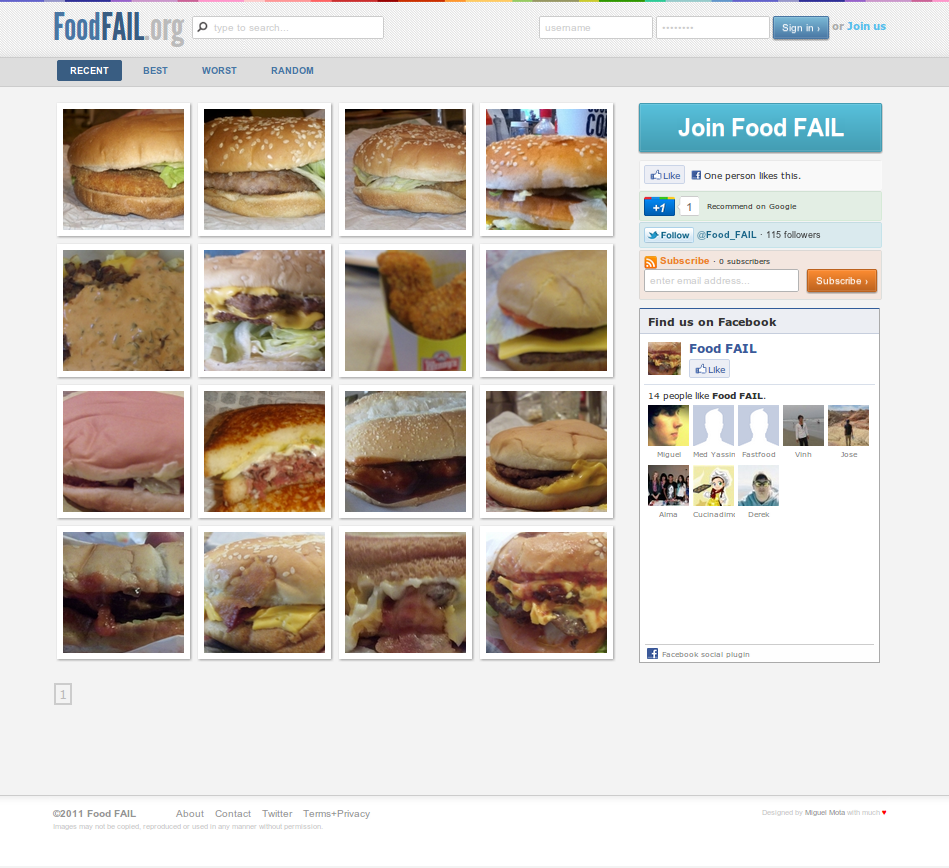 FoodFAIL.org
type to search...
username
••••••••
Sign in ›
or Join us
RECENT
BEST
WORST
RANDOM
Join Food FAIL
Like
One person likes this.
+1
1
Recommend on Google
Follow
@Food_FAIL · 115 followers
Subscribe · 0 subscribers
enter email address...
Subscribe ›
Find us on Facebook
Food FAIL
Like
14 people like Food FAIL.
Miguel
Med Yassin
Fastfood
Vinh
Jose
Alma
Cucinadime
Derek
Facebook social plugin
1
©2011 Food FAIL
About
Contact
Twitter
Terms+Privacy
Designed by Miguel Mota with much ♥
Images may not be copied, reproduced or used in any manner without permission.